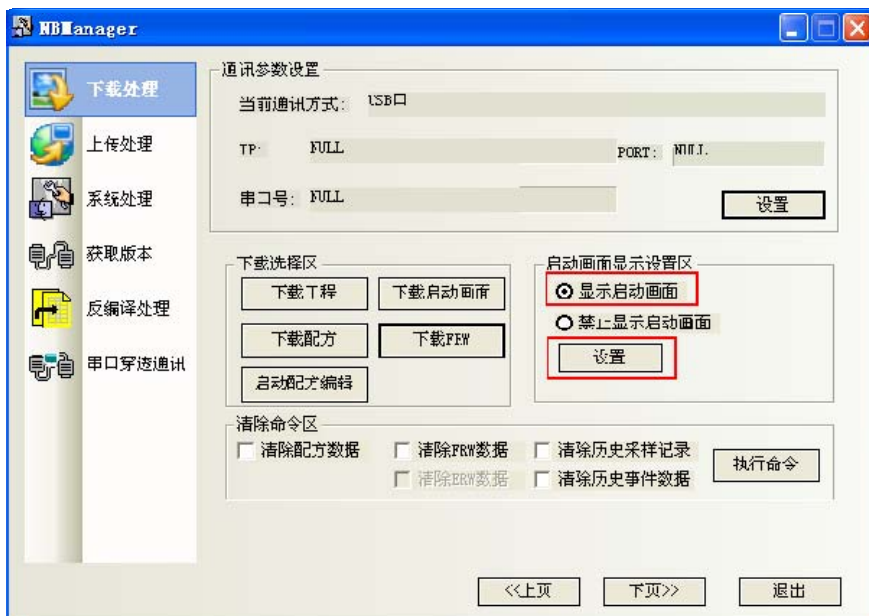 NBManager
下载处理
上传处理
系统处理
获取版本
反编译处理
串口穿透通讯
通讯参数设置
当前通讯方式: USB口
TP: NULL PORT: NULL
串口号: NULL 设置
下载选择区
下载工程 下载启动画面
下载配方 下载FRW
启动配方编辑
启动画面显示设置区
显示启动画面
禁止显示启动画面
设置
清除命令区
清除配方数据 清除FRW数据 清除历史采样记录
清除ERW数据 清除历史事件数据 执行命令
<<上页 下页>> 退出